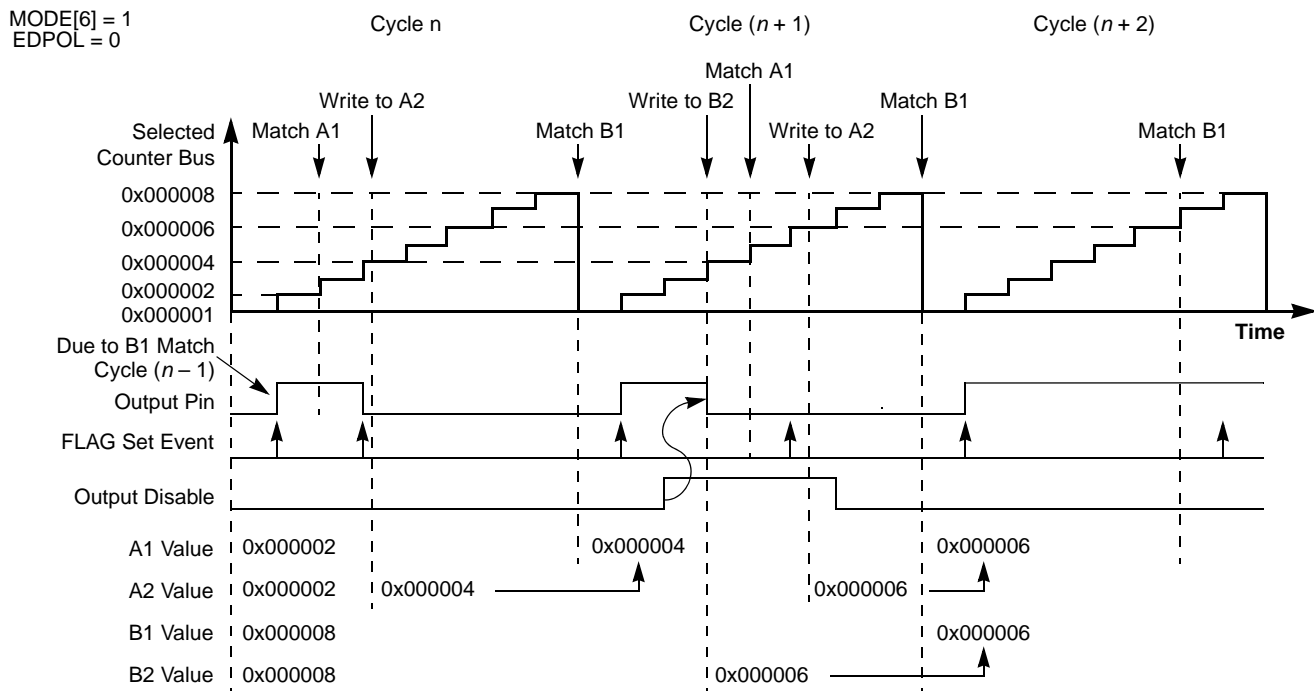 MODE[6] = 1
EDPOL = 0
Cycle n
Cycle (n + 1)
Cycle (n + 2)
Match A1
Write to A2
Write to B2
Match B1
Selected
Counter Bus
Match A1
Match B1
Write to A2
Match B1
0x000008
0x000006
0x000004
0x000002
0x000001
Time
Due to B1 Match
Cycle (n – 1)
Output Pin
FLAG Set Event
Output Disable
A1 Value 0x000002 0x000004 0x000006
A2 Value 0x000002 0x000004 0x000006
B1 Value 0x000008 0x000006
B2 Value 0x000008 0x000006